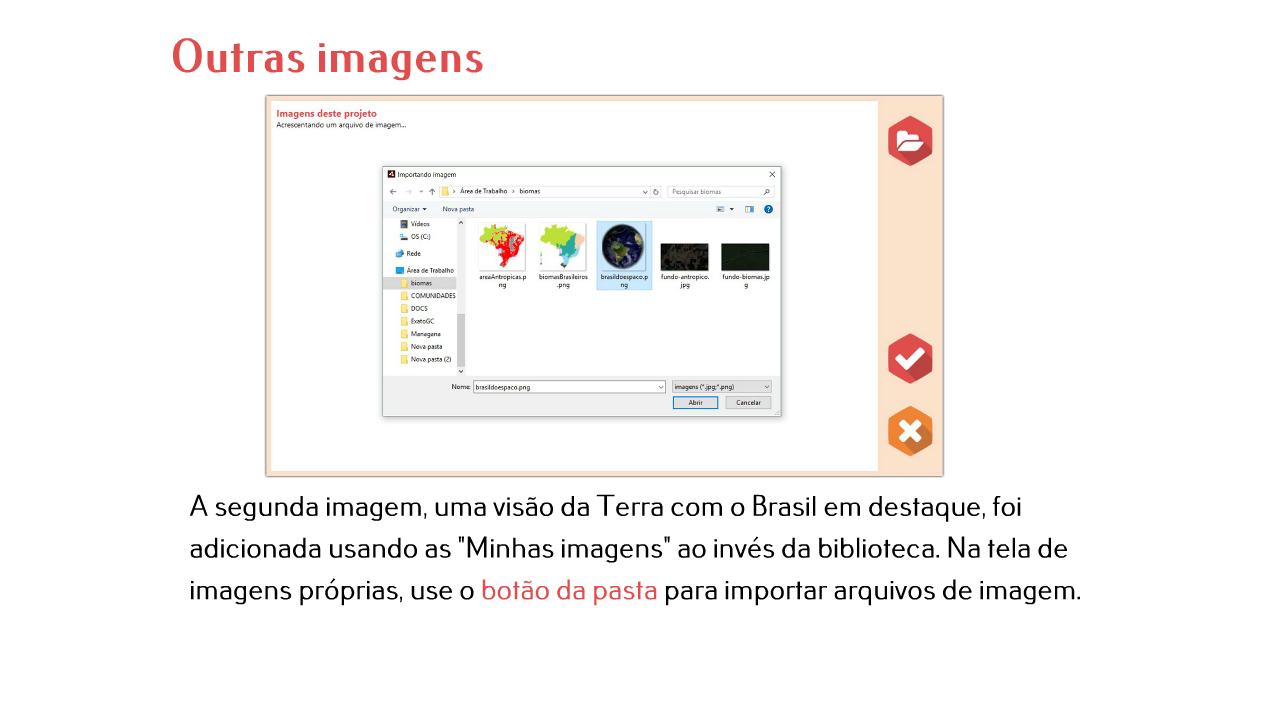 Outras imagens
Imagens deste projeto
Acrescentando um arquivo de imagem...
Importando imagem
Área de Trabalho > biomas
Pesquisar biomas
Organizar
Nova pasta
Vídeos
OS (C:)
Rede
Área de Trabalho
biomas
COMUNIDADES
DOCS
ExatoGC
Managana
Nova pasta
Nova pasta (2)
areaAntropicas.p
ng
biomasBrasileiros
.png
brasildoespaco.p
ng
fundo-antropico.
jpg
fundo-biomas.jp
g
Nome: brasildoespaco.png
imagens (*.jpg;*.png)
Abrir
Cancelar
A segunda imagem, uma visão da Terra com o Brasil em destaque, foi
adicionada usando as "Minhas imagens" ao invés da biblioteca. Na tela de
imagens próprias, use o botão da pasta para importar arquivos de imagem.